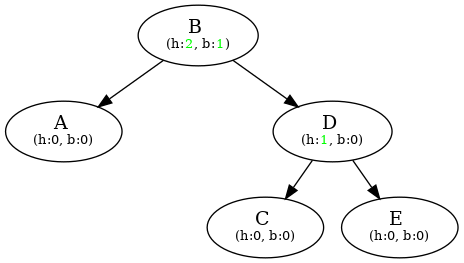 B
(h:2, b:1)
A
(h:0, b:0)
D
(h:1, b:0)
C
(h:0, b:0)
E
(h:0, b:0)